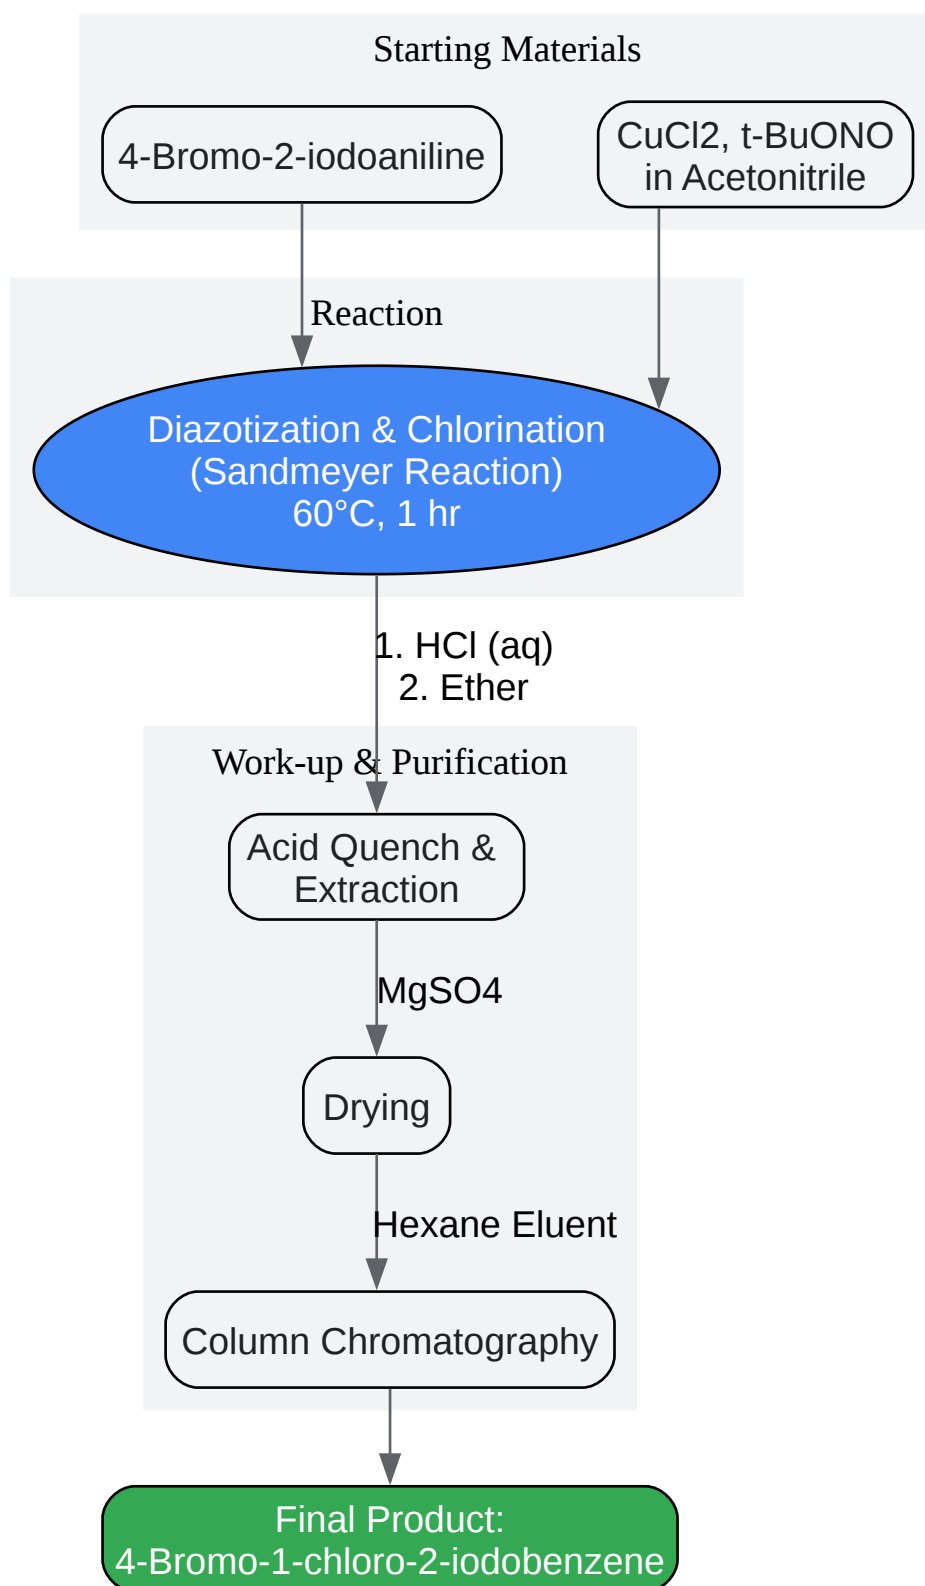 Starting Materials
4-Bromo-2-iodoaniline
CuCl2, t-BuONO
in Acetonitrile
Reaction
Diazotization & Chlorination
(Sandmeyer Reaction)
60°C, 1 hr
1. HCl (aq)
2. Ether
Work-up & Purification
Acid Quench &
Extraction
MgSO4
Drying
Hexane Eluent
Column Chromatography
Final Product:
4-Bromo-1-chloro-2-iodobenzene